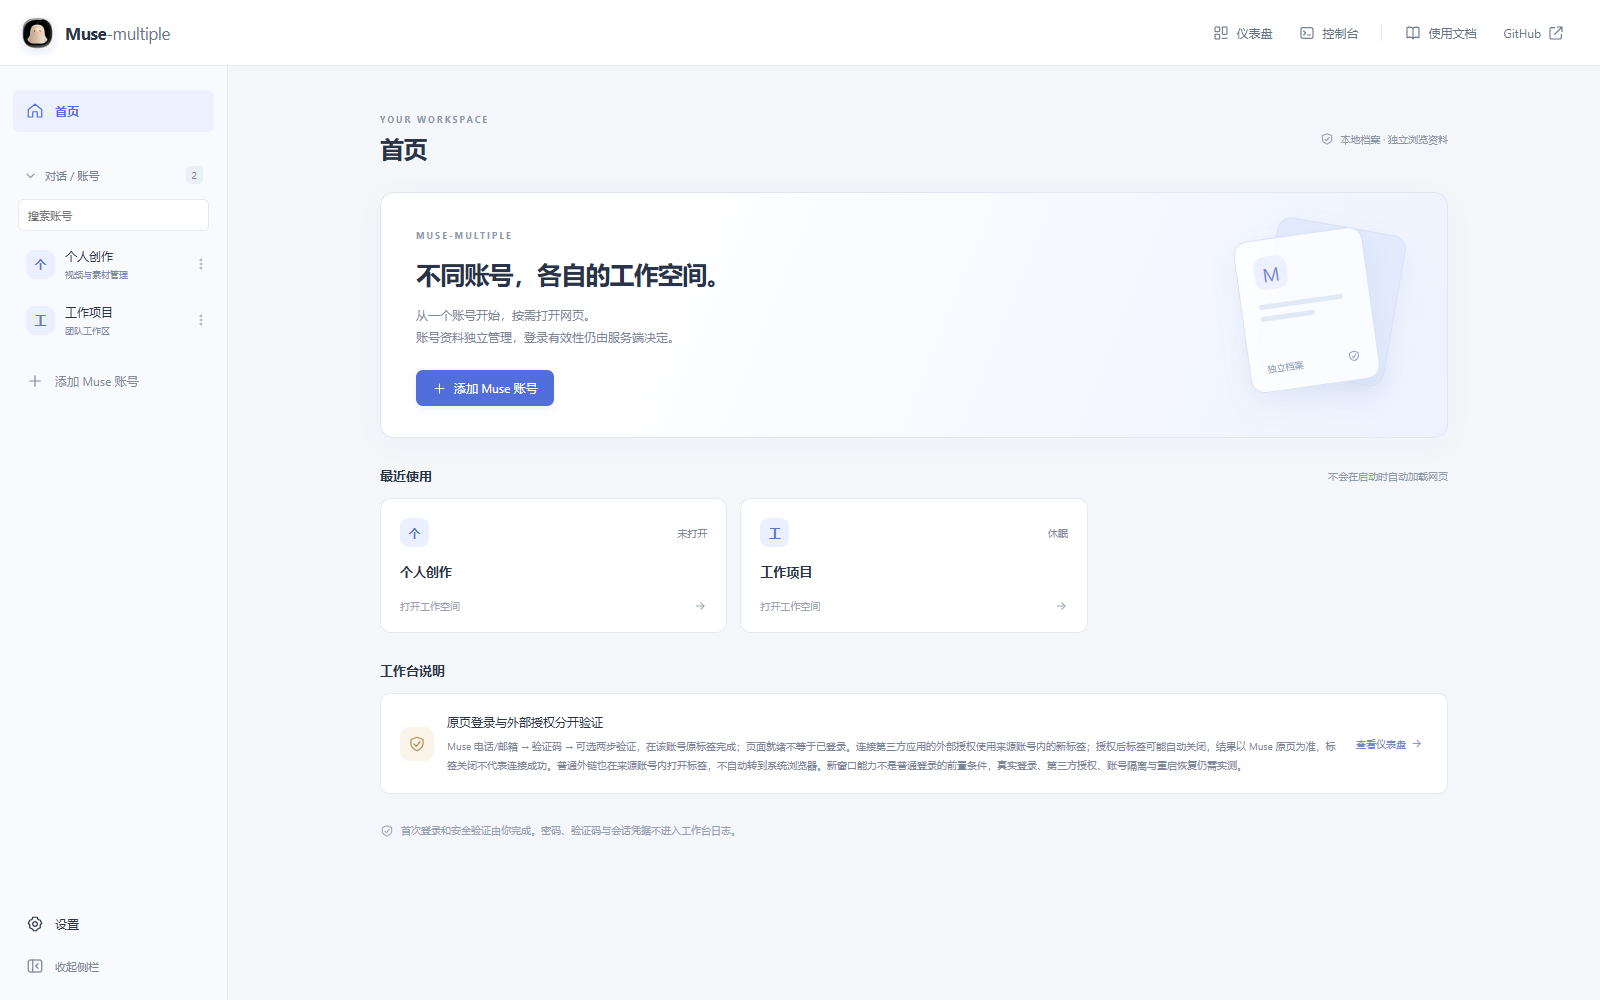 Muse-multiple
仪表盘
控制台
使用文档
GitHub
首页
对话 / 账号
2
搜索账号
个
个人创作
视频与素材管理
工
工作项目
团队工作区
添加 Muse 账号
设置
收起侧栏
YOUR WORKSPACE
首页
本地档案 · 独立浏览资料
MUSE-MULTIPLE
不同账号，各自的工作空间。
从一个账号开始，按需打开网页。
账号资料独立管理，登录有效性仍由服务端决定。
添加 Muse 账号
M
独立档案
最近使用
不会在启动时自动加载网页
个
未打开
个人创作
打开工作空间
工
休眠
工作项目
打开工作空间
工作台说明
原页登录与外部授权分开验证
Muse 电话/邮箱 → 验证码 → 可选两步验证，在该账号原标签完成；页面就绪不等于已登录。连接第三方应用的外部授权使用来源账号内的新标签；授权后标签可能自动关闭，结果以 Muse 原页为准，标
签关闭不代表连接成功。普通外链也在来源账号内打开标签，不自动转到系统浏览器。新窗口能力不是普通登录的前置条件，真实登录、第三方授权、账号隔离与重启恢复仍需实测。
查看仪表盘
首次登录和安全验证由你完成。密码、验证码与会话凭据不进入工作台日志。